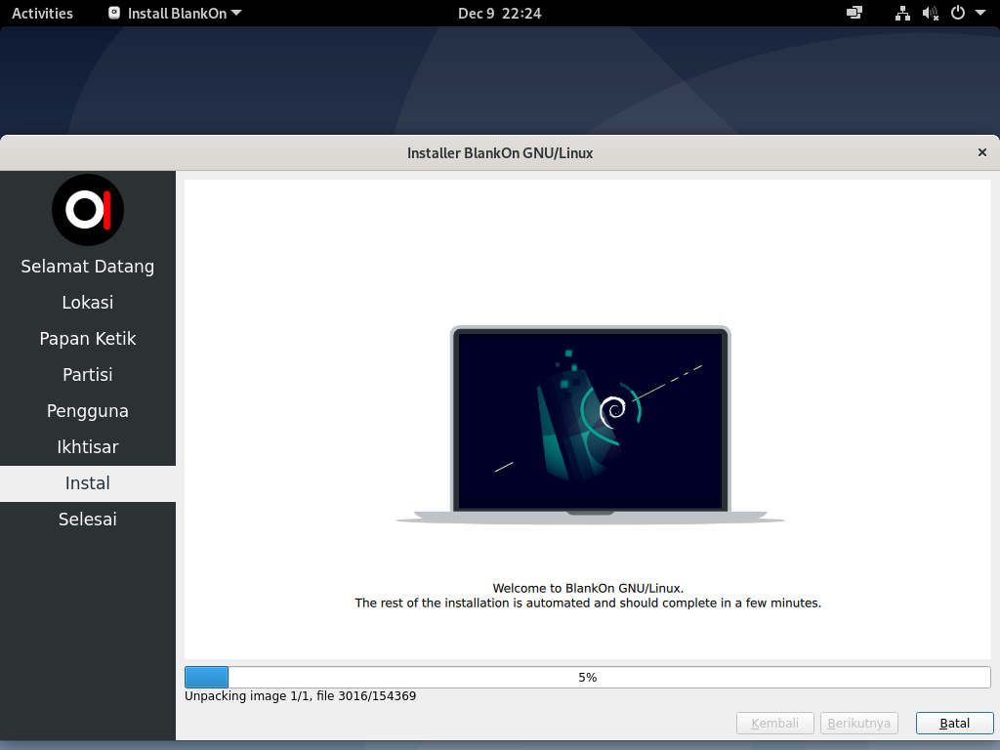 Activities
Install BlankOn
Dec 9 22:24
Installer BlankOn GNU/Linux
Selamat Datang
Lokasi
Papan Ketik
Partisi
Pengguna
Ikhtisar
Instal
Selesai
Welcome to BlankOn GNU/Linux.
The rest of the installation is automated and should complete in a few minutes.
5%
Unpacking image 1/1, file 3016/154369
Kembali
Berikutnya
Batal